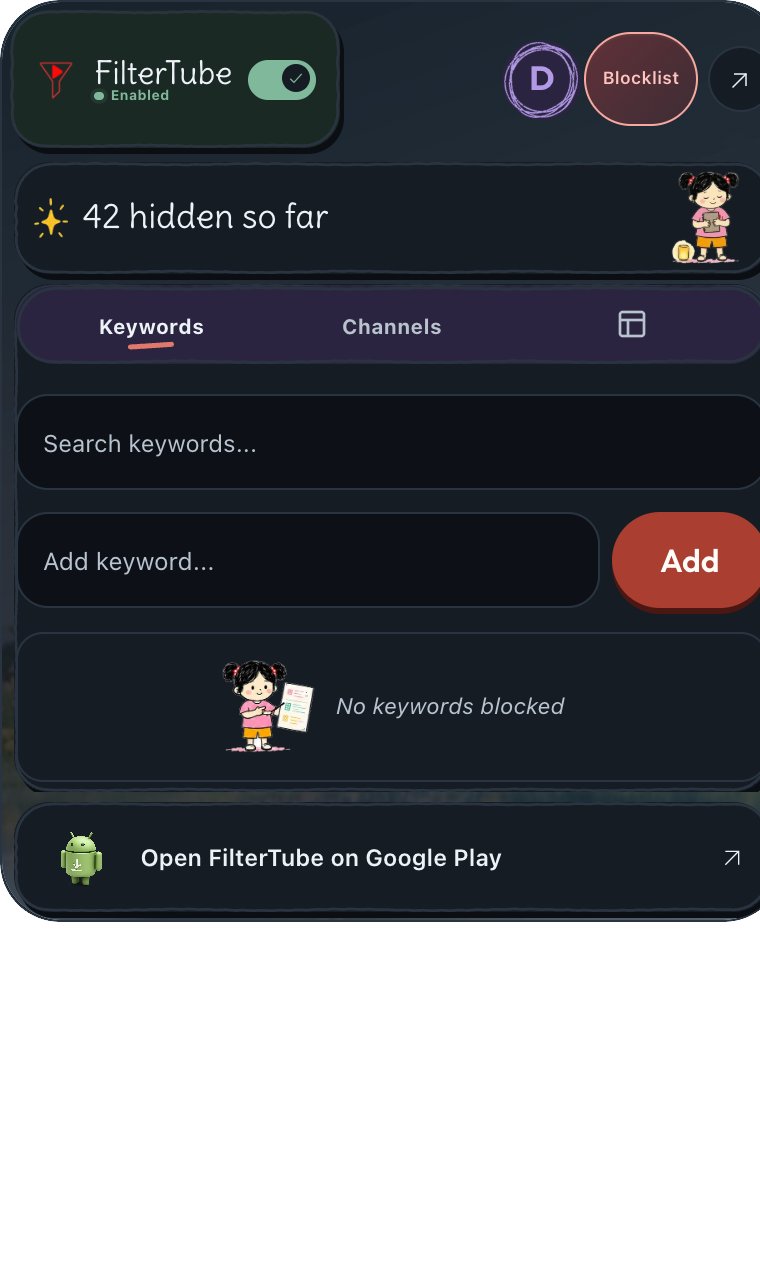 FilterTube
Enabled
D
Blocklist
42 hidden so far
Keywords
Channels
Search keywords...
Add keyword...
Add
No keywords blocked
Open FilterTube on Google Play